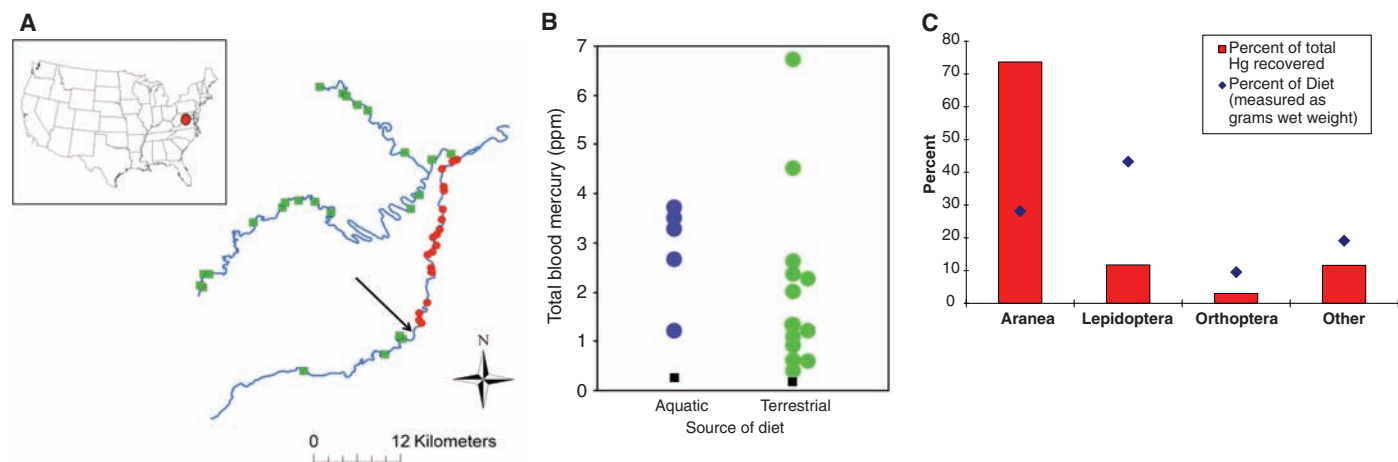 A
N
0 12 Kilometers
B
Total blood mercury (ppm)
7
6
5
4
3
2
1
0
Aquatic Terrestrial
Source of diet
C
Percent
80
70
60
50
40
30
20
10
0
Percent of total
Hg recovered
Percent of Diet
(measured as
grams wet weight)
Aranea Lepidoptera Orthoptera Other